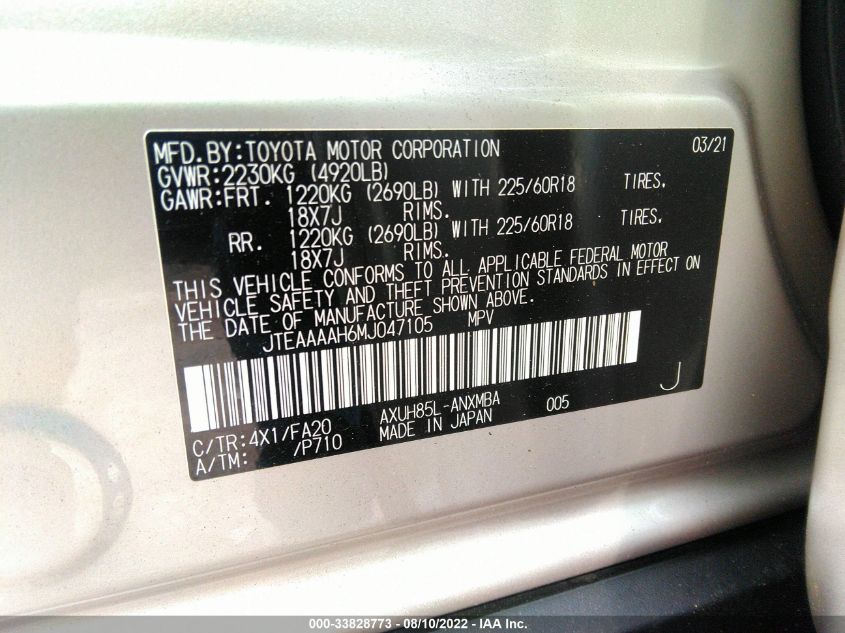 MFD.BY:TOYOTA MOTOR CORPORATION 03/21
GVWR:2230KG (4920LB)
GAWR:FRT. 1220KG (2690LB) WITH 225/60R18 TIRES,
18X7J RIMS.
RR. 1220KG (2690LB) WITH 225/60R18 TIRES,
18X7J RIMS.
THIS VEHICLE CONFORMS TO ALL APPLICABLE FEDERAL MOTOR
VEHICLE SAFETY AND THEFT PREVENTION STANDARDS IN EFFECT ON
THE DATE OF MANUFACTURE SHOWN ABOVE.
JTEAAAAH6MJ047105 MPV
J
C/TR:4X1/FA20 AXUH85L-ANXMBA 005
A/TM: /P710 MADE IN JAPAN
000-33828773 - 08/10/2022 - IAA Inc.